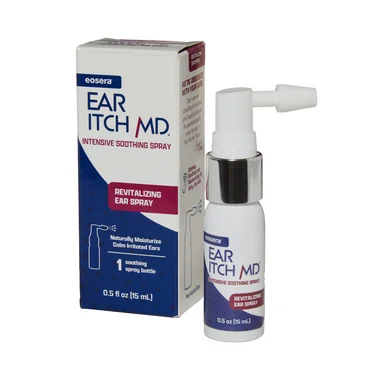 eosera®
EAR
ITCH MD®
INTENSIVE SOOTHING SPRAY
REVITALIZING
EAR SPRAY
Naturally Moisturize
Calm Irritated Ears
1 soothing
spray bottle
0.5 fl oz (15 mL)
eosera
EAR
ITCH MD
INTENSIVE SOOTHING SPRAY
REVITALIZING
EAR SPRAY
0.5 oz (15 mL)